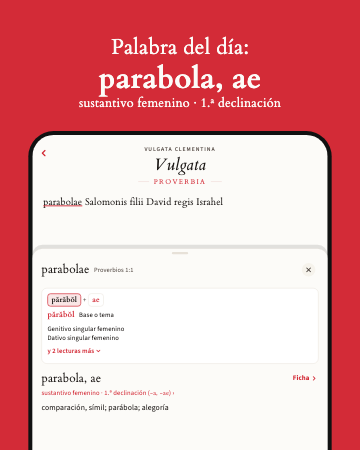 Palabra del día:
parabola, ae
sustantivo femenino · 1.ª declinación
VULGATA CLEMENTINA
Vulgata
PROVERBIA
parabolae Salomonis filii David regis Israhel
parabolae Proverbios 1:1
părăbŏl + ae
părăbŏl Base o tema
Genitivo singular femenino
Dativo singular femenino
y 2 lecturas más
parabola, ae Ficha
sustantivo femenino · 1.ª declinación (-a, -ae) ›
comparación, símil; parábola; alegoría